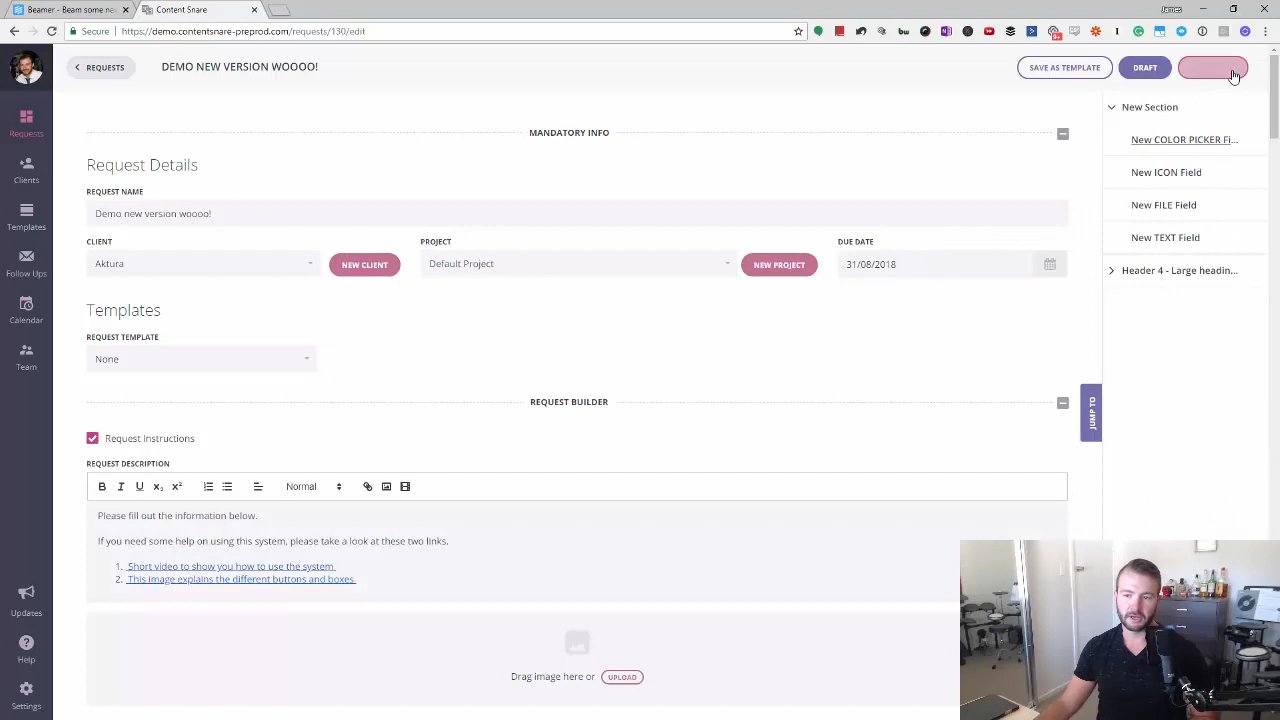 Beamer - Beam some new
Content Snare
James
Secure
https://demo.contentsnare-preprod.com/requests/130/edit
REQUESTS
DEMO NEW VERSION WOOOO!
SAVE AS TEMPLATE
DRAFT
Requests
Clients
Templates
Follow Ups
Calendar
Team
Updates
Help
Settings
MANDATORY INFO
Request Details
REQUEST NAME
Demo new version woooo!
CLIENT
PROJECT
DUE DATE
Aktura
NEW CLIENT
Default Project
NEW PROJECT
31/08/2018
Templates
REQUEST TEMPLATE
None
REQUEST BUILDER
Request Instructions
REQUEST DESCRIPTION
B I U X₂ X² Normal
Please fill out the information below.
If you need some help on using this system, please take a look at these two links.
1. Short video to show you how to use the system
2. This image explains the different buttons and boxes
Drag image here or UPLOAD
New Section
New COLOR PICKER Fi...
New ICON Field
New FILE Field
New TEXT Field
Header 4 - Large headin...
JUMP TO